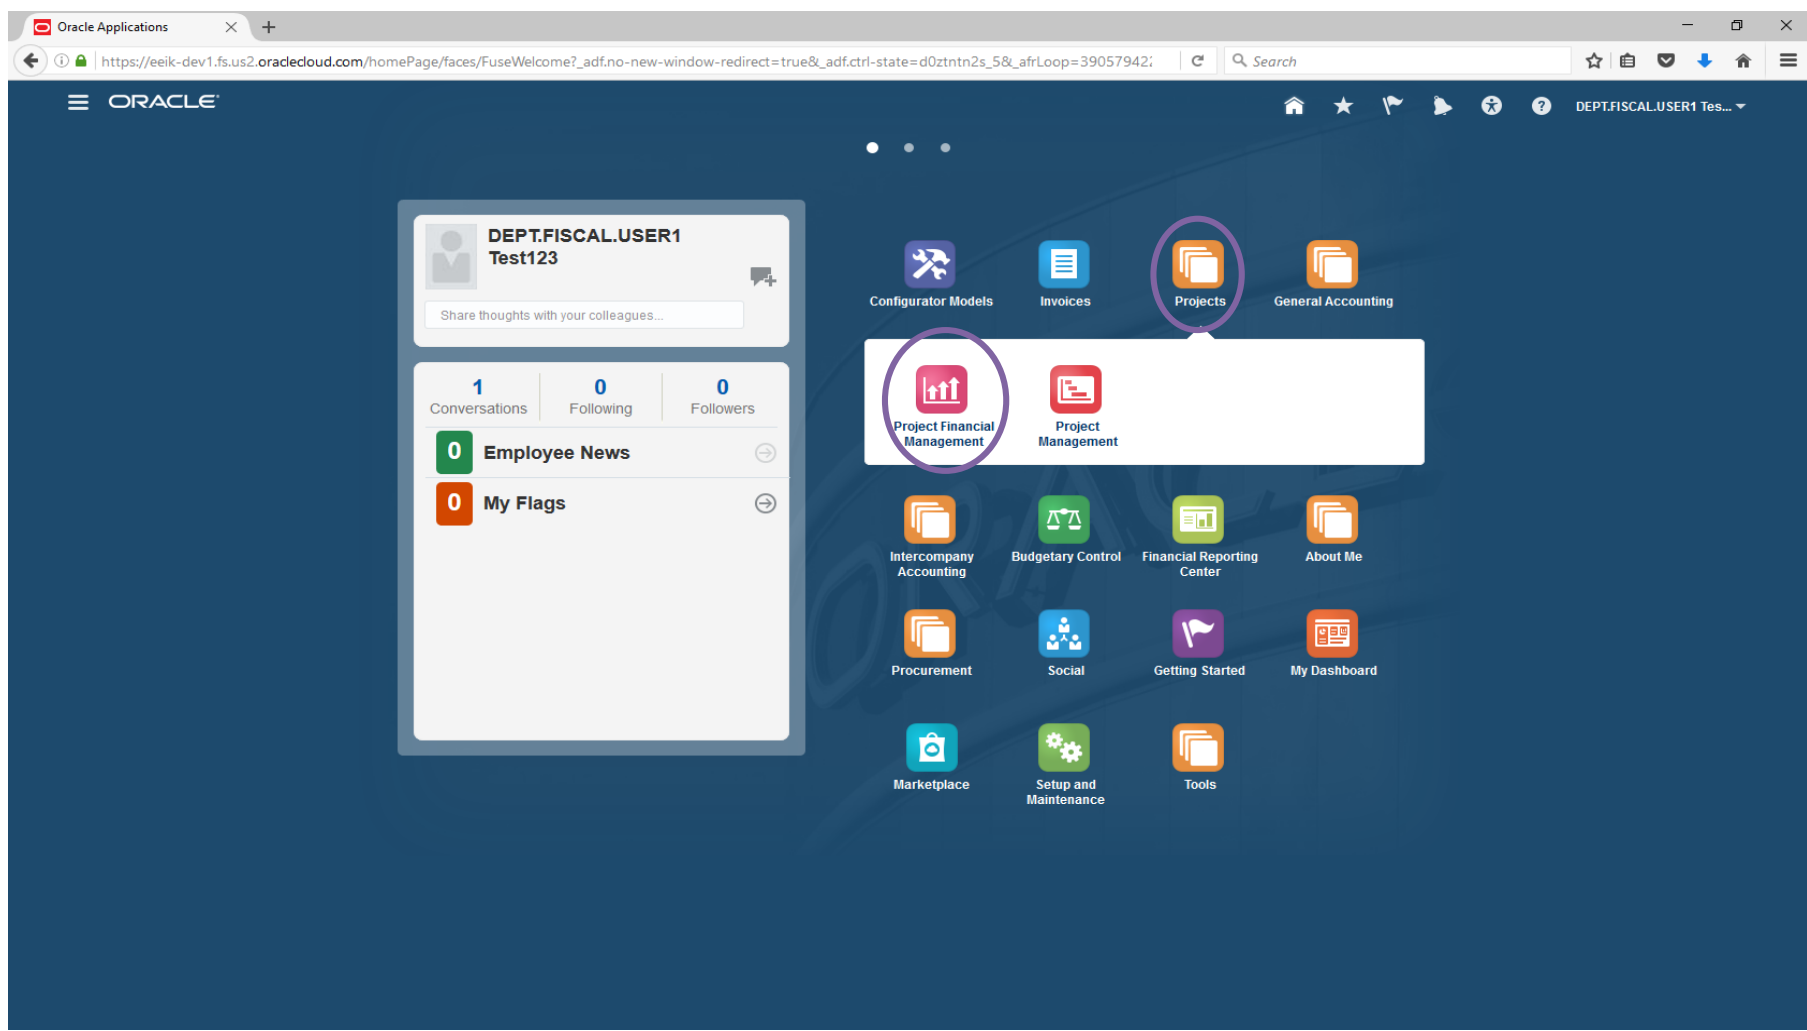 Oracle Applications
https://eeik-dev1.fs.us2.oraclecloud.com/homePage/faces/FuseWelcome?_adf.no-new-window-redirect=true&_adf.ctrl-state=d0ztntn2s_5&_afrLoop=390579422
Search
ORACLE
DEPT.FISCAL.USER1 Tes...
DEPT.FISCAL.USER1
Test123
Share thoughts with your colleagues...
1 0 0
Conversations Following Followers
0 Employee News
0 My Flags
Configurator Models Invoices Projects General Accounting
Project Financial Project
Management Management
Intercompany Budgetary Control Financial Reporting About Me
Accounting Center
Procurement Social Getting Started My Dashboard
Marketplace Setup and Tools
Maintenance